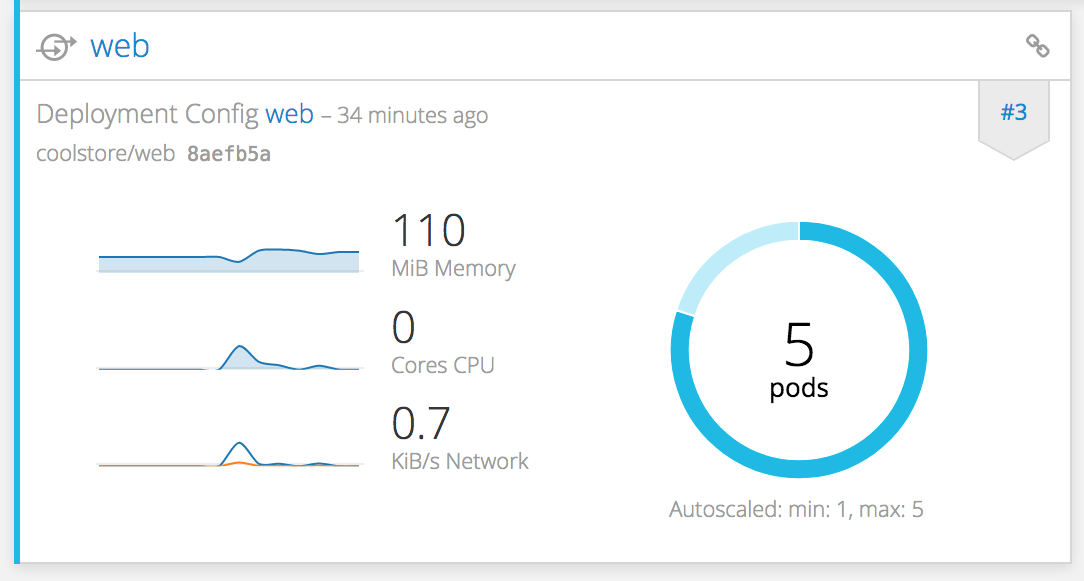 web
Deployment Config web – 34 minutes ago
#3
coolstore/web 8aefb5a
110
MiB Memory
0
Cores CPU
0.7
KiB/s Network
5
pods
Autoscaled: min: 1, max: 5